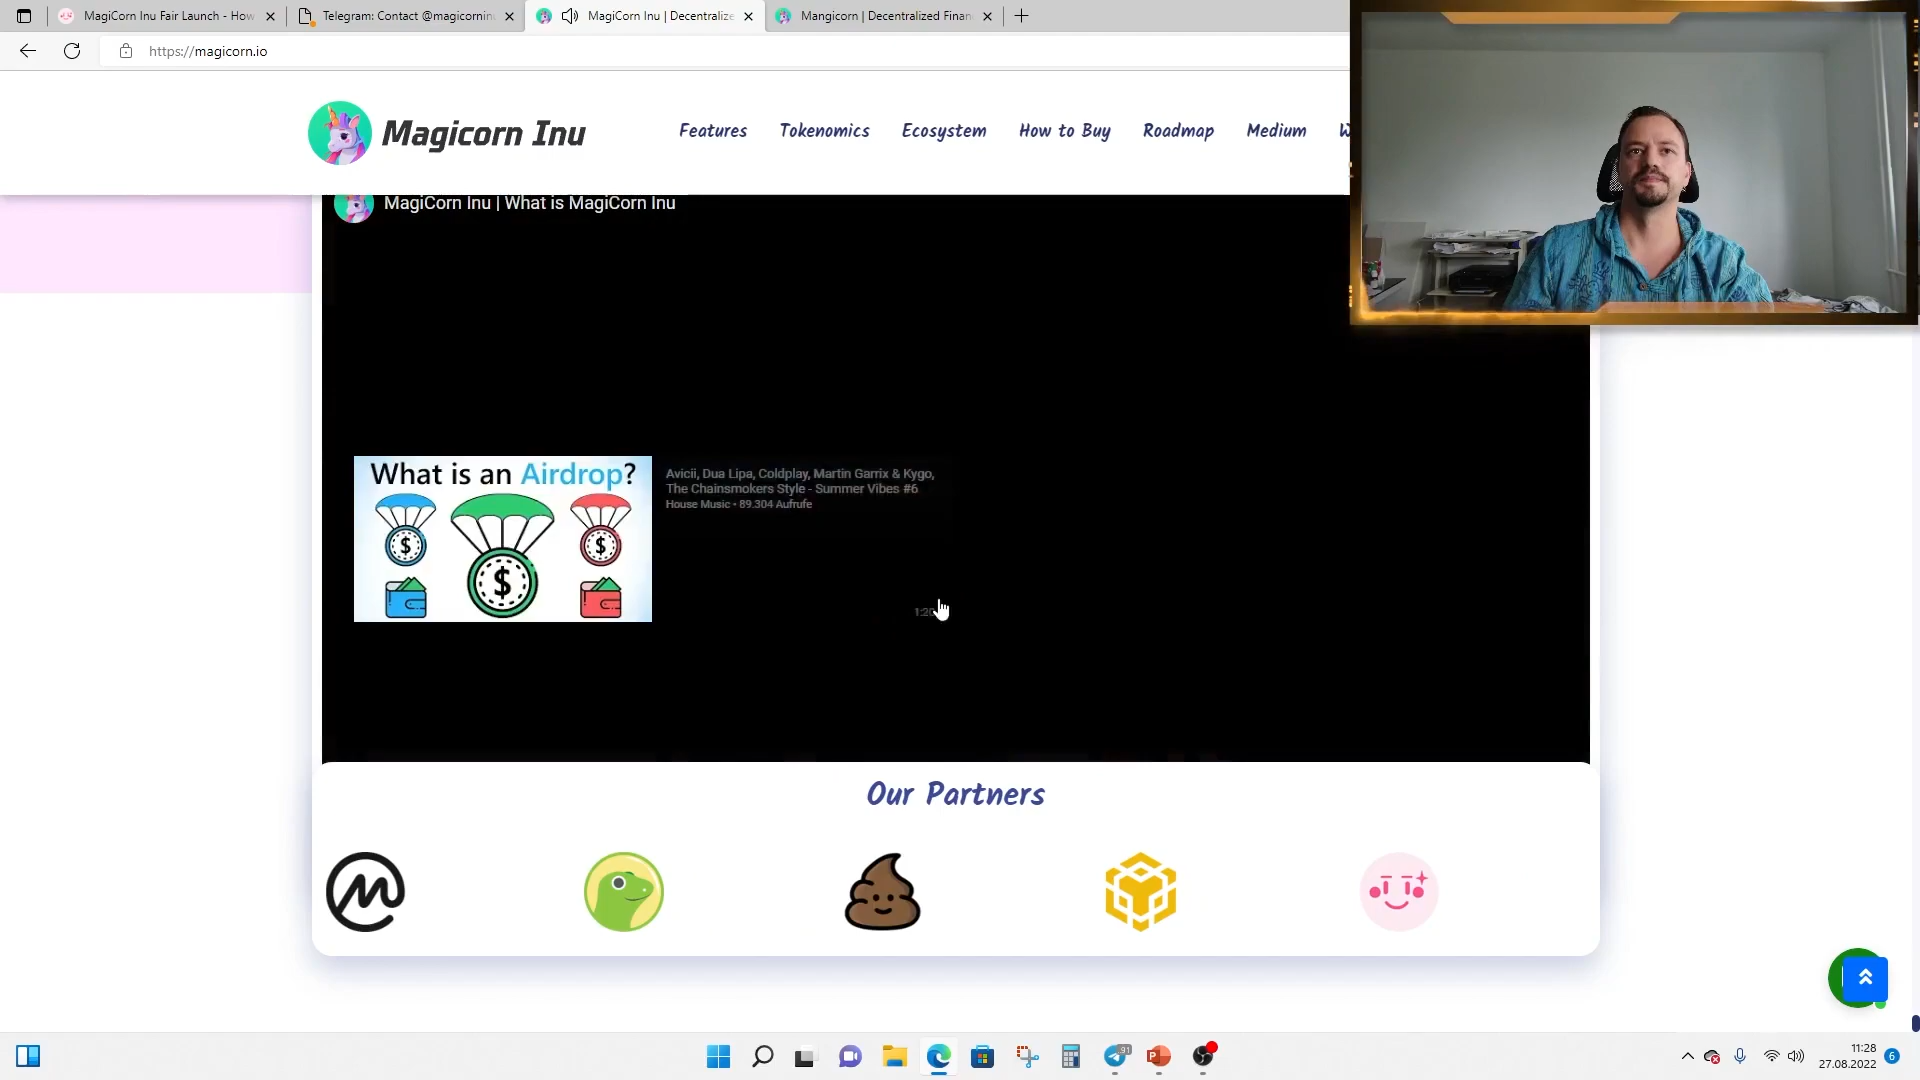 MagiCorn Inu Fair Launch - How
Telegram: Contact @magicornin
MagiCorn Inu | Decentralize
Mangicorn | Decentralized Finan
https://magicorn.io
Magicorn Inu
Features
Tokenomics
Ecosystem
How to Buy
Roadmap
Medium
MagiCorn Inu | What is MagiCorn Inu
What is an Airdrop?
$
$
$
Avicii, Dua Lipa, Coldplay, Martin Garrix & Kygo,
The Chainsmokers Style - Summer Vibes #6
House Music • 89.304 Aufrufe
Our Partners
91
11:28
27.08.2022
6